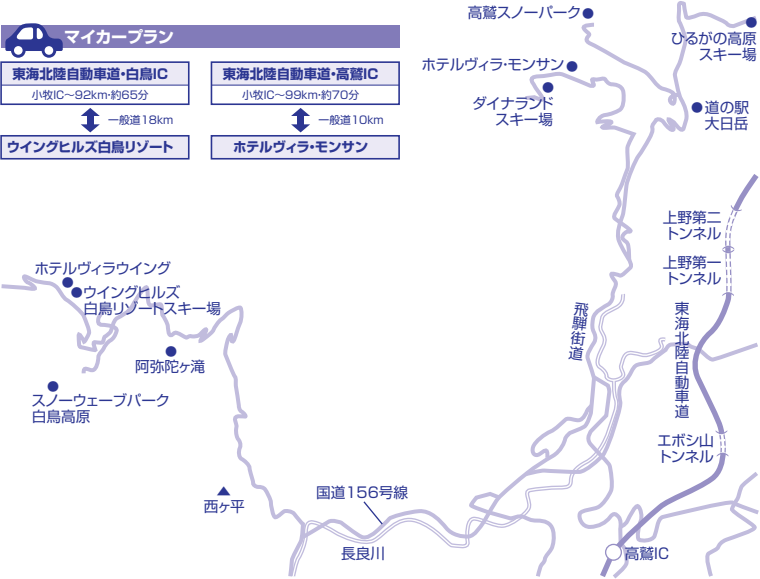 マイカープラン
東海北陸自動車道・白鳥IC
小牧IC〜92km・約65分
一般道18km
ウイングヒルズ白鳥リゾート
東海北陸自動車道・高鷲IC
小牧IC〜99km・約70分
一般道10km
ホテルヴィラ・モンサン
高鷲スノーパーク
ひるがの高原
スキー場
ホテルヴィラ・モンサン
ダイナランド
スキー場
道の駅
大日岳
上野第二
トンネル
上野第一
トンネル
ホテルヴィラウイング
ウイングヒルズ
白鳥リゾートスキー場
飛騨街道
東海北陸自動車道
阿弥陀ヶ滝
スノーウェーブパーク
白鳥高原
エボシ山
トンネル
西ヶ平
国道156号線
長良川
高鷲IC